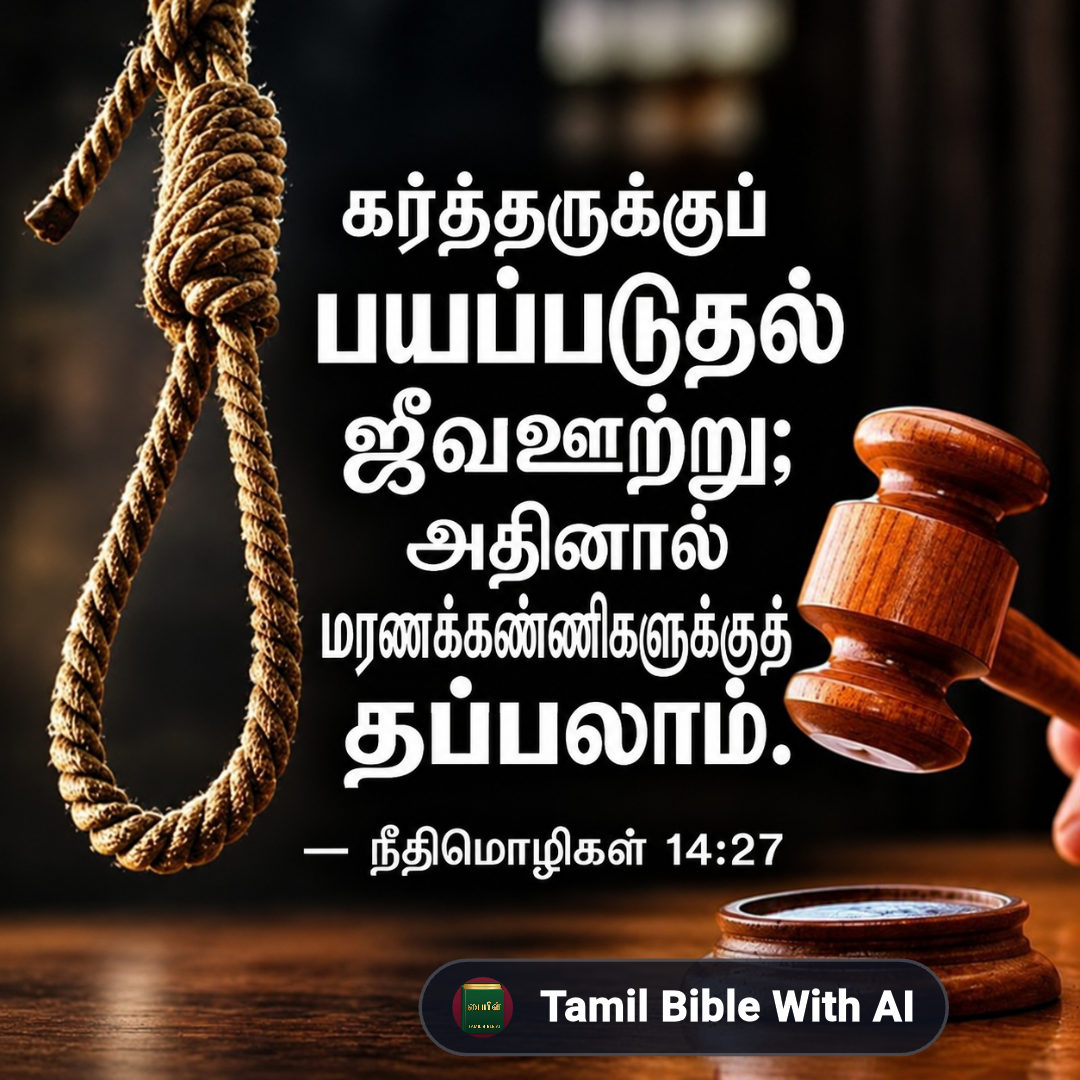 கர்த்தருக்குப்
பயப்படுதல்
ஜீவஊற்று;
அதினால்
மரணக்கண்ணிகளுக்குத்
தப்பலாம்.
— நீதிமொழிகள் 14:27
Tamil Bible With AI